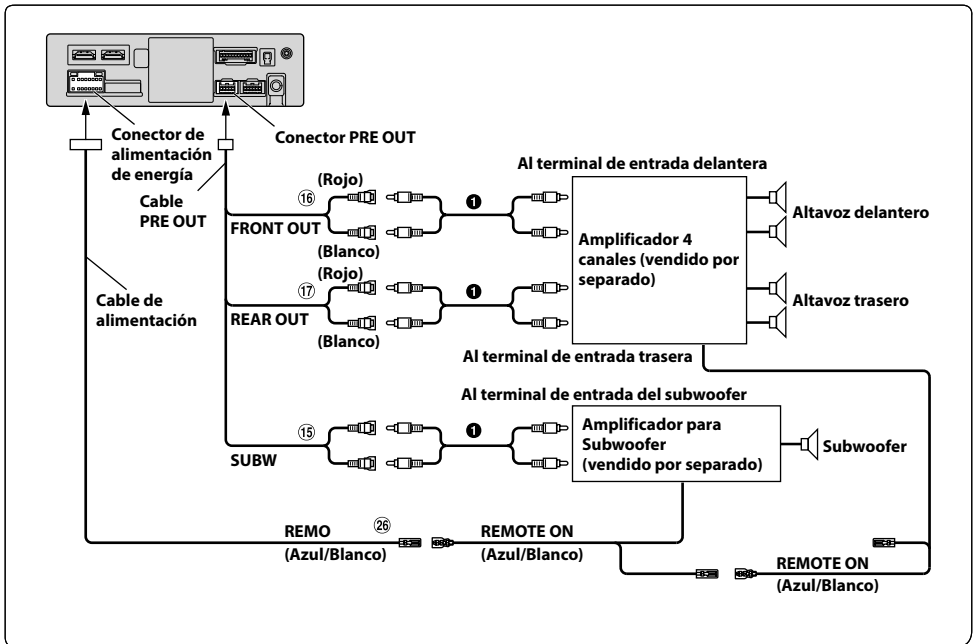 Conector de
alimentación
de energía
Conector PRE OUT
Cable
PRE OUT
Al terminal de entrada delantera
(Rojo)
⑯
❶
FRONT OUT
(Blanco)
Amplificador 4
canales (vendido por
separado)
Altavoz delantero
(Rojo)
⑰
❶
REAR OUT
(Blanco)
Altavoz trasero
Cable de
alimentación
Al terminal de entrada trasera
Al terminal de entrada del subwoofer
⑮
❶
SUBW
Amplificador para
Subwoofer
(vendido por separado)
Subwoofer
REMO
㉖
(Azul/Blanco)
REMOTE ON
(Azul/Blanco)
REMOTE ON
(Azul/Blanco)